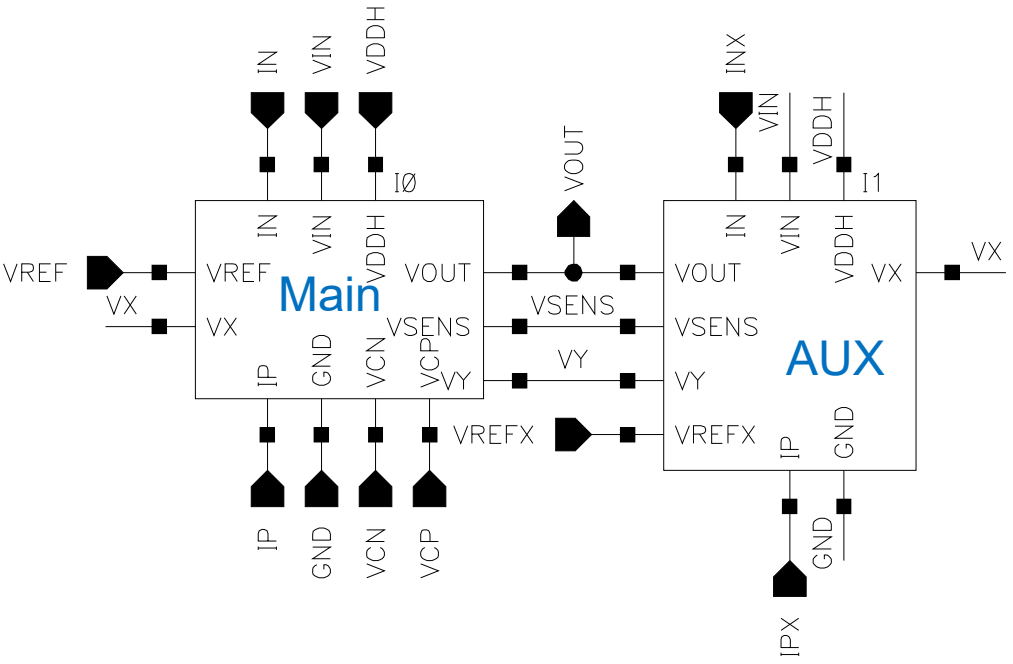 IN
VIN
VDDH
INX
VIN
VDDH
VOUT
I0
I1
IN
VIN
VDDH
IN
VIN
VDDH
VREF
VREF
VOUT
VOUT
VX
VX
VX
Main
VSENS
VX
VSENS
VSENS
AUX
IP
GND
VCN
VCP
VY
VY
VY
VREFX
VREFX
IP
GND
IP
GND
VCN
VCP
GND
IPX